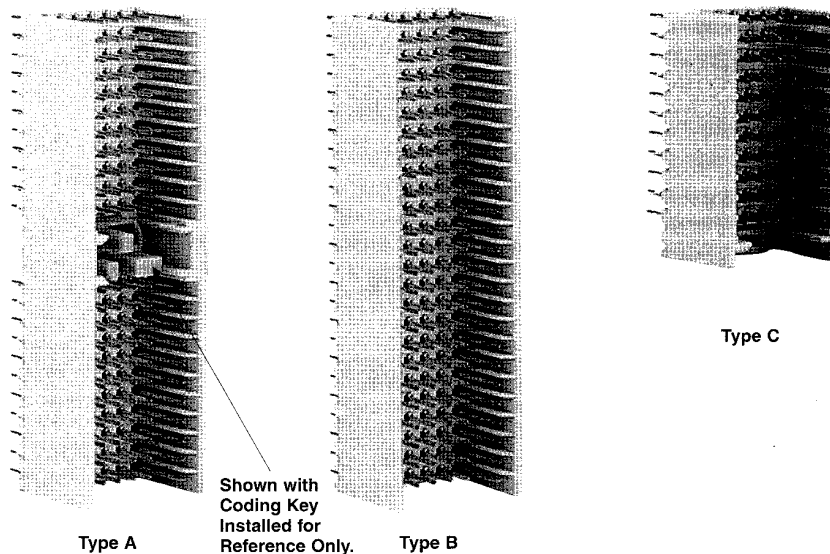 Type C
Shown with
Coding Key
Installed for
Reference Only.
Type A
Type B